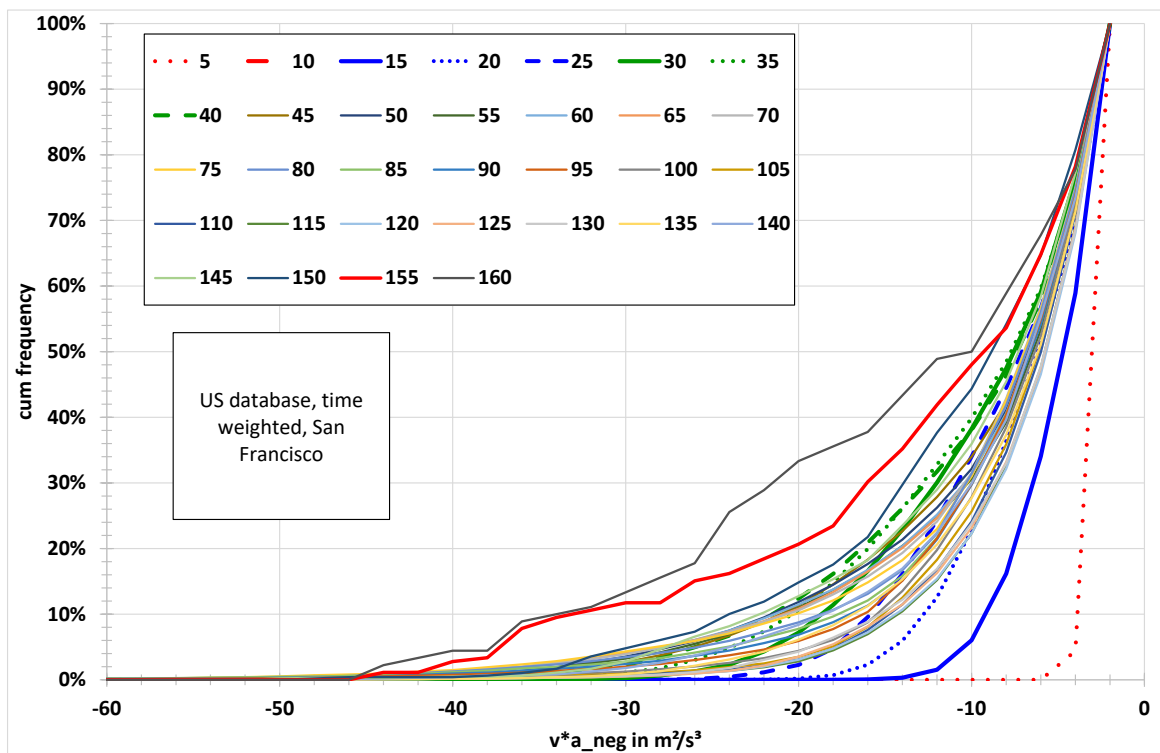 100%
90%
80%
70%
60%
50%
40%
30%
20%
10%
0%
cum frequency
5 10 15 20 25 30 35
40 45 50 55 60 65 70
75 80 85 90 95 100 105
110 115 120 125 130 135 140
145 150 155 160
US database, time
weighted, San
Francisco
-60 -50 -40 -30 -20 -10 0
v*a_neg in m²/s³